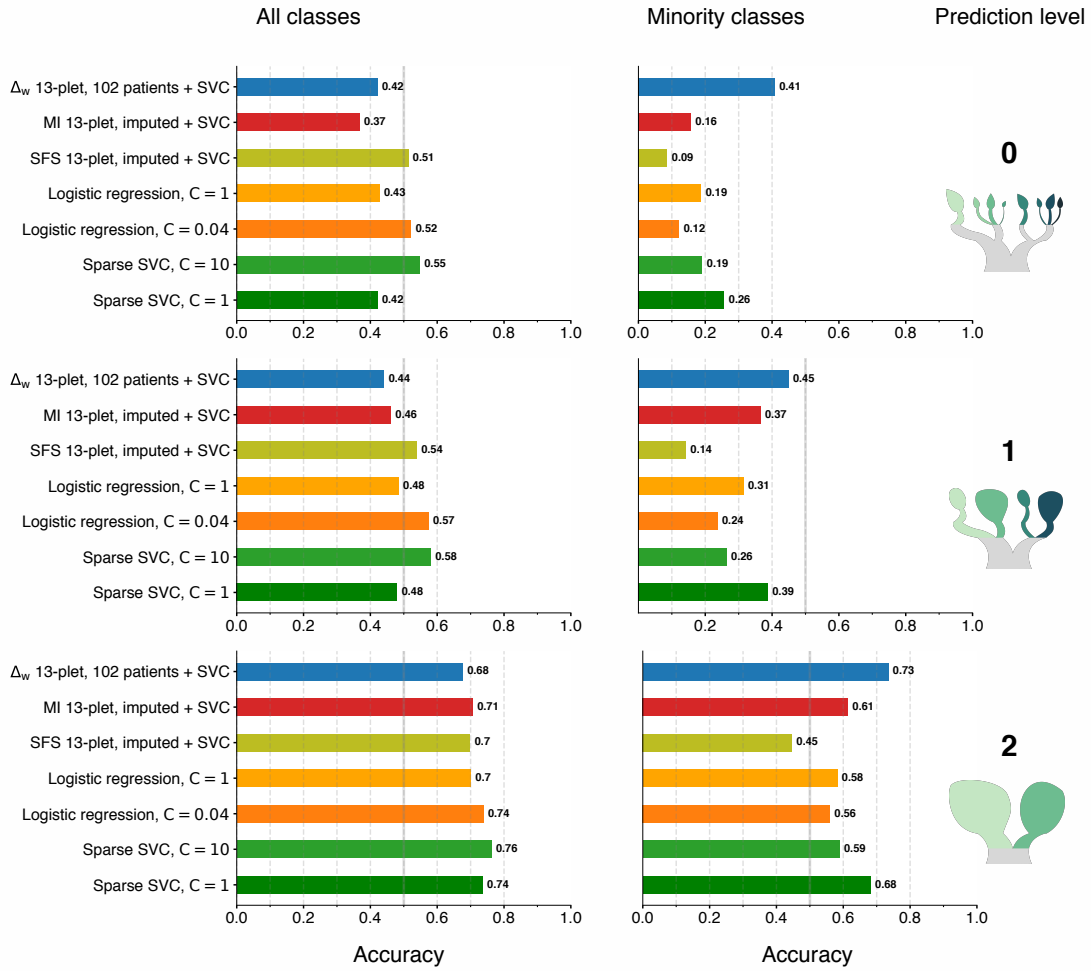 All classes
Minority classes
Prediction level
Δw 13-plet, 102 patients + SVC
0.42
0.41
MI 13-plet, imputed + SVC
0.37
0.16
SFS 13-plet, imputed + SVC
0.51
0.09
0
Logistic regression, C = 1
0.43
0.19
Logistic regression, C = 0.04
0.52
0.12
Sparse SVC, C = 10
0.55
0.19
Sparse SVC, C = 1
0.42
0.26
0.0 0.2 0.4 0.6 0.8 1.0
0.0 0.2 0.4 0.6 0.8 1.0
Δw 13-plet, 102 patients + SVC
0.44
0.45
MI 13-plet, imputed + SVC
0.46
0.37
SFS 13-plet, imputed + SVC
0.54
0.14
1
Logistic regression, C = 1
0.48
0.31
Logistic regression, C = 0.04
0.57
0.24
Sparse SVC, C = 10
0.58
0.26
Sparse SVC, C = 1
0.48
0.39
0.0 0.2 0.4 0.6 0.8 1.0
0.2 0.4 0.6 0.8 1.0
Δw 13-plet, 102 patients + SVC
0.68
0.73
MI 13-plet, imputed + SVC
0.71
0.61
SFS 13-plet, imputed + SVC
0.7
0.45
2
Logistic regression, C = 1
0.7
0.58
Logistic regression, C = 0.04
0.74
0.56
Sparse SVC, C = 10
0.76
0.59
Sparse SVC, C = 1
0.74
0.68
0.0 0.2 0.4 0.6 0.8 1.0
0.0 0.2 0.4 0.6 0.8 1.0
Accuracy
Accuracy